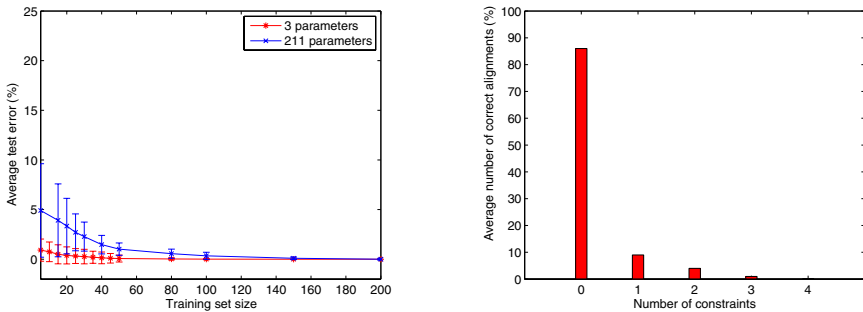 25
20
15
10
5
0
Average test error (%)
3 parameters
211 parameters
20 40 60 80 100 120 140 160 180 200
Training set size
100
90
80
70
60
50
40
30
20
10
0
Average number of correct alignments (%)
0 1 2 3 4
Number of constraints